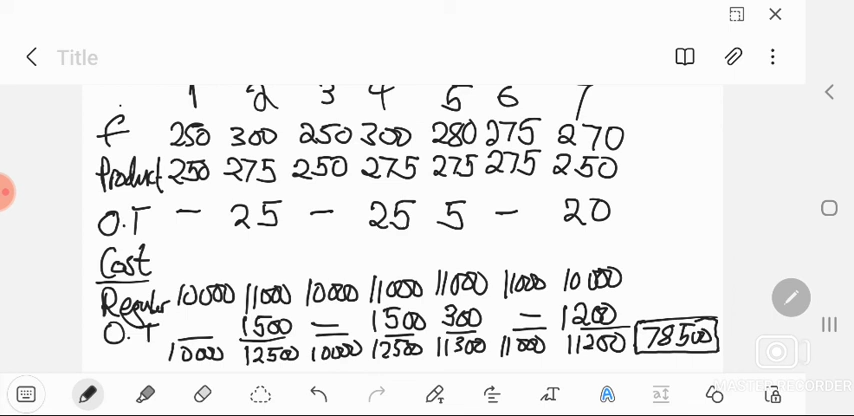 Title
1 2 3 4 5 6 7
f 250 300 250 300 280 275 270
Product 250 275 250 275 275 275 250
O.T - 25 - 25 5 - 20
Cost
Regular 10000 11000 10000 11000 11000 11000 10000
O.T - 1500 - 1500 300 - 1200
10000 12500 10000 12500 11300 11000 11200 78500
MASTER RECORDER